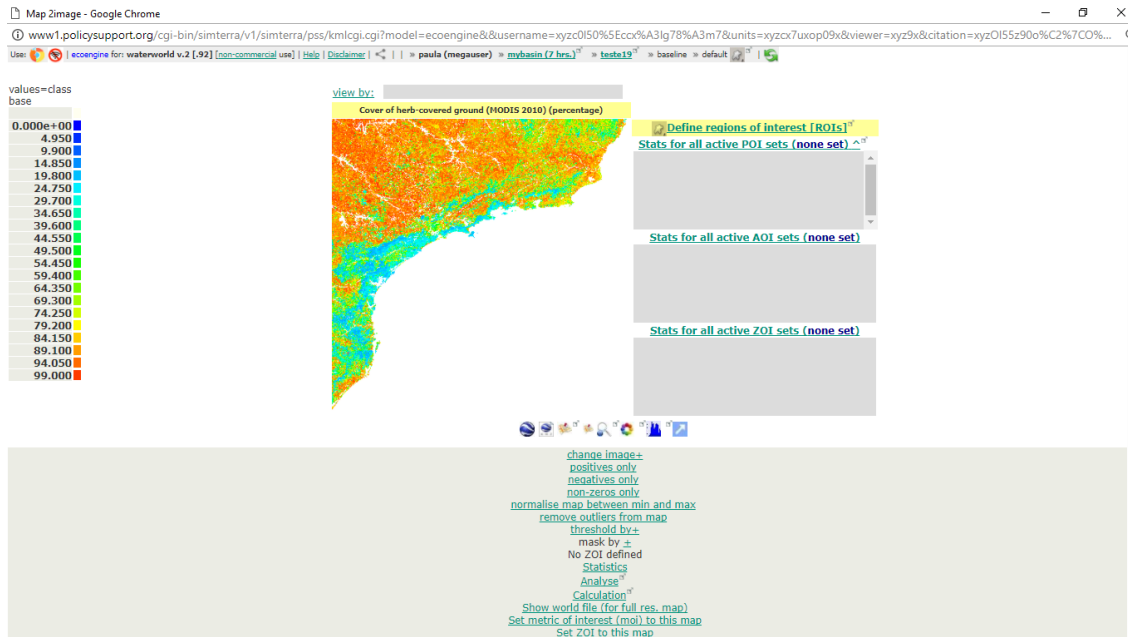 Map 2image - Google Chrome
www1.policysupport.org/cgi-bin/simterra/v1/simterra/pss/kmlcgi.cgi?model=ecoengine&&username=xyzc0l50%5Eccx%A3lg78%A3m7&units=xyzcx7uxop09x&viewer=xyz9x&citation=xyzOl55z90o%C2%7CO%...
Use: | ecoengine for: waterworld v.2 [.92] [non-commercial use] | Help | Disclaimer | | | » paula (megauser) » mybasin (7 hrs.) » teste19 » baseline » default |
values=class
base
view by:
Cover of herb-covered ground (MODIS 2010) (percentage)
0.000e+00
4.950
9.900
14.850
19.800
24.750
29.700
34.650
39.600
44.550
49.500
54.450
59.400
64.350
69.300
74.250
79.200
84.150
89.100
94.050
99.000
Define regions of interest [ROIs]
Stats for all active POI sets (none set) ^
Stats for all active AOI sets (none set)
Stats for all active ZOI sets (none set)
change image+
positives only
negatives only
non-zeros only
normalise map between min and max
remove outliers from map
threshold by+
mask by +
No ZOI defined
Statistics
Analyse
Calculation
Show world file (for full res. map)
Set metric of interest (moi) to this map
Set ZOI to this map